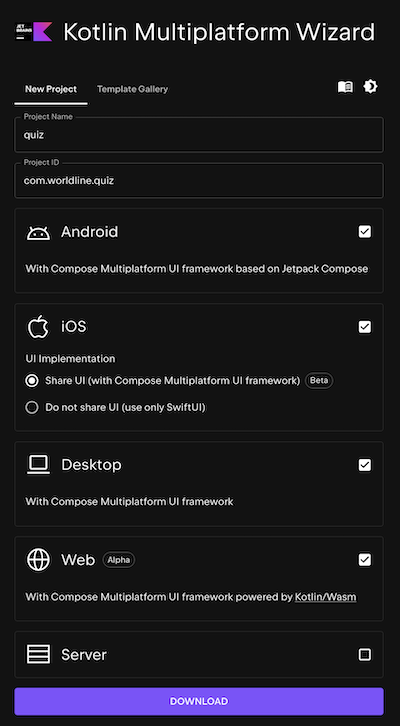 JET
BRAINS
Kotlin Multiplatform Wizard
New Project
Template Gallery
Project Name
quiz
Project ID
com.worldline.quiz
Android
With Compose Multiplatform UI framework based on Jetpack Compose
iOS
UI Implementation
Share UI (with Compose Multiplatform UI framework) Beta
Do not share UI (use only SwiftUI)
Desktop
With Compose Multiplatform UI framework
Web Alpha
With Compose Multiplatform UI framework powered by Kotlin/Wasm
Server
DOWNLOAD